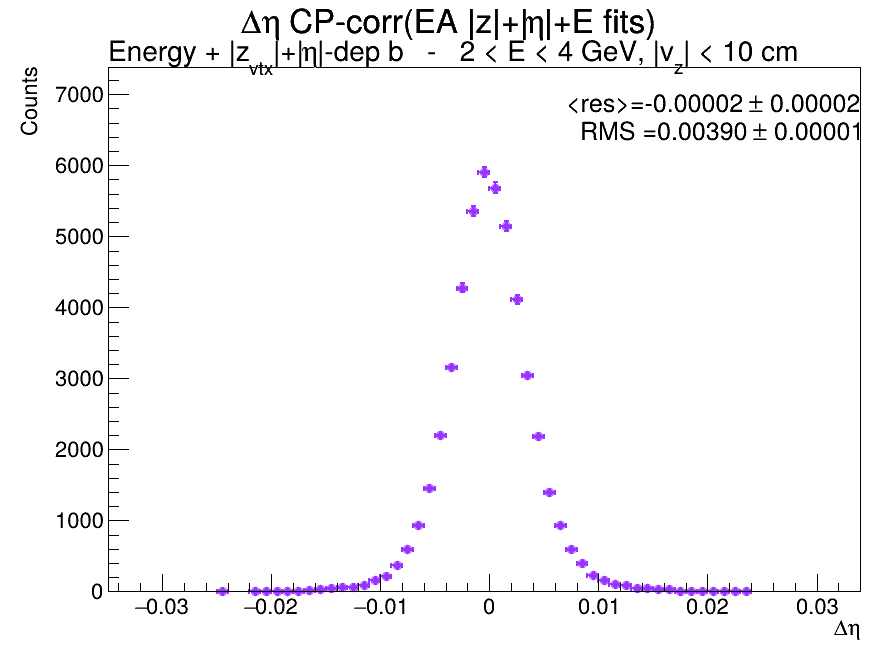 Δη CP-corr(EA |z|+|η|+E fits)
Energy + |z_vtx|+|η|-dep b - 2 < E < 4 GeV, |v_z| < 10 cm
<res>=-0.00002 ± 0.00002
RMS =0.00390 ± 0.00001
Counts
7000
6000
5000
4000
3000
2000
1000
0
−0.03 −0.02 −0.01 0 0.01 0.02 0.03
Δη